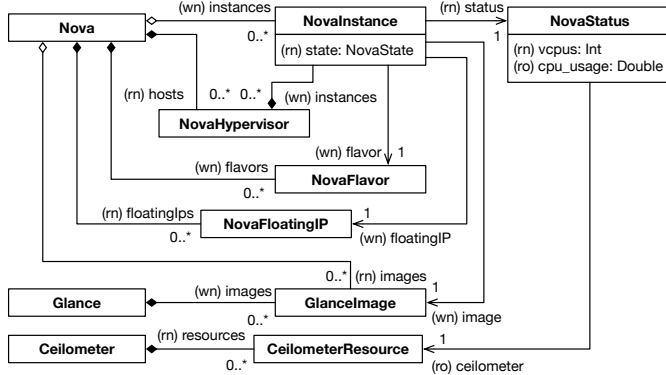 (wn) instances
(rn) status
Nova
NovaInstance
NovaStatus
0..*
1
(rn) state: NovaState
(rn) vcpus: Int
(ro) cpu_usage: Double
(rn) hosts
0..*
0..*
(wn) instances
NovaHypervisor
(wn) flavor
1
(wn) flavors
NovaFlavor
0..*
(rn) floatingIps
NovaFloatingIP
1
0..*
(wn) floatingIP
0..*
(rn) images
Glance
(wn) images
GlanceImage
1
0..*
(wn) image
(rn) resources
Ceilometer
CeilometerResource
1
0..*
(ro) ceilometer